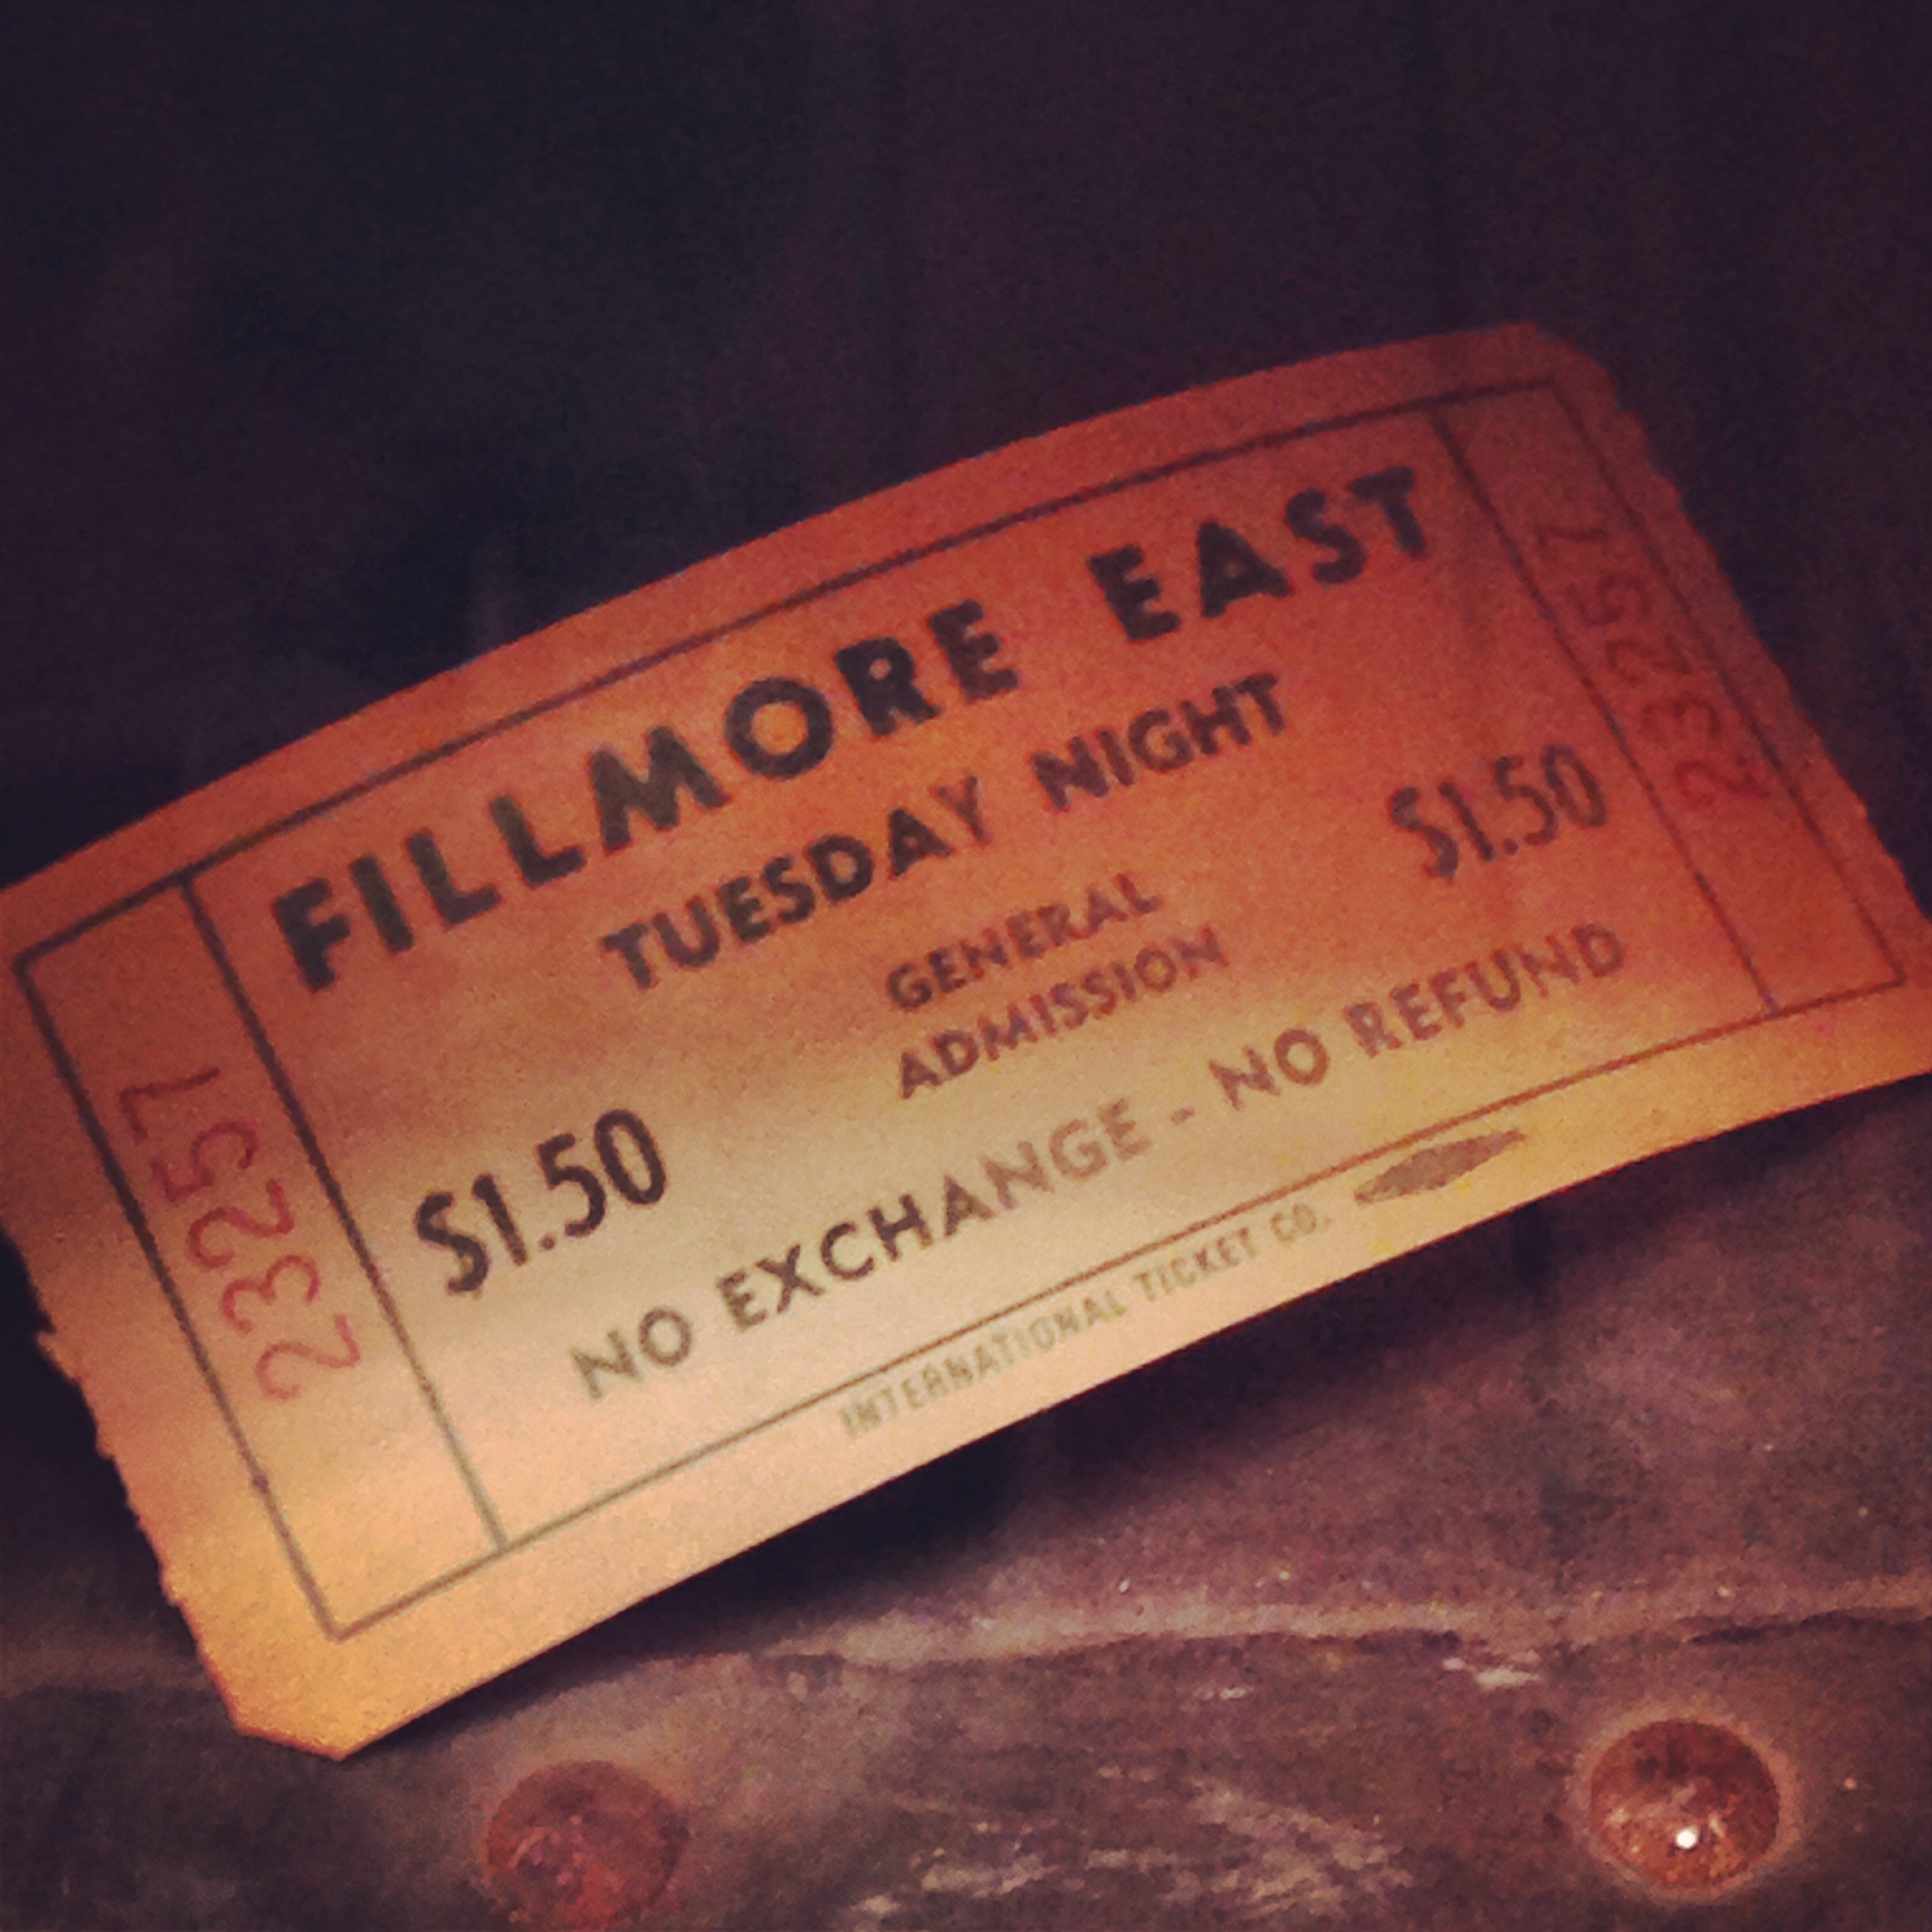 FILLMORE EAST
TUESDAY NIGHT
GENERAL
ADMISSION
$1.50
$1.50
NO EXCHANGE - NO REFUND
INTERNATIONAL TICKET CO.
23257
23257